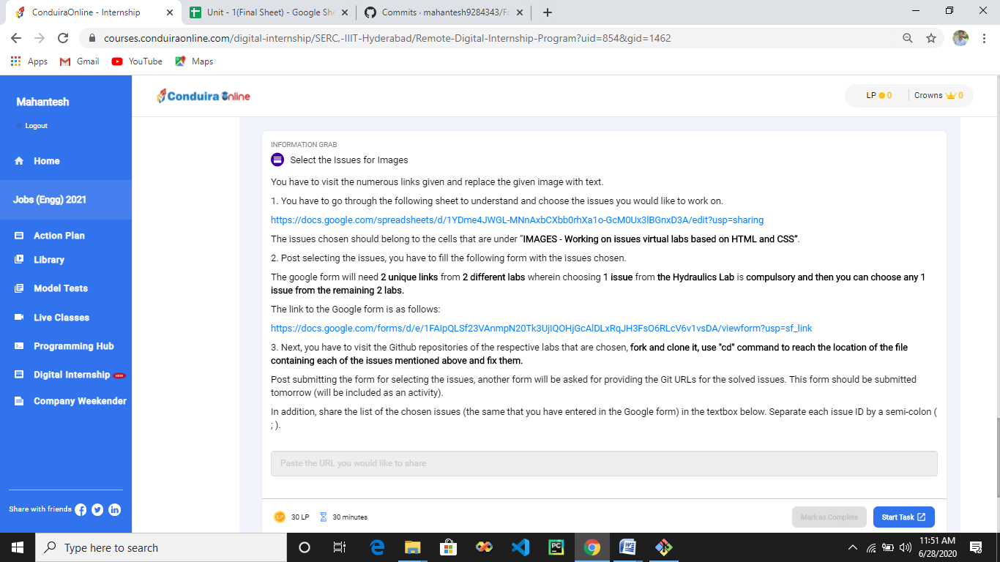 ConduiraOnline - Internship
Unit - 1(Final Sheet) - Google She
Commits · mahantesh9284343/Fo
courses.conduiraonline.com/digital-internship/SERC,-IIIT-Hyderabad/Remote-Digital-Internship-Program?uid=854&gid=1462
Apps
Gmail
YouTube
Maps
Mahantesh
Logout
Home
Jobs (Engg) 2021
Action Plan
Library
Model Tests
Live Classes
Programming Hub
Digital Internship NEW
Company Weekender
Share with friends
Conduira Online
LP 0
Crowns 0
INFORMATION GRAB
Select the Issues for Images
You have to visit the numerous links given and replace the given image with text.
1. You have to go through the following sheet to understand and choose the issues you would like to work on.
https://docs.google.com/spreadsheets/d/1YDme4JWGL-MNnAxbCXbb0rhXa1o-GcM0Ux3lBGnxD3A/edit?usp=sharing
The issues chosen should belong to the cells that are under "IMAGES - Working on issues virtual labs based on HTML and CSS".
2. Post selecting the issues, you have to fill the following form with the issues chosen.
The google form will need 2 unique links from 2 different labs wherein choosing 1 issue from the Hydraulics Lab is compulsory and then you can choose any 1
issue from the remaining 2 labs.
The link to the Google form is as follows:
https://docs.google.com/forms/d/e/1FAIpQLSf23VAnmpN20Tk3UjIQOHjGcAlDLxRqJH3FsO6RLcV6v1vsDA/viewform?usp=sf_link
3. Next, you have to visit the Github repositories of the respective labs that are chosen, fork and clone it, use "cd" command to reach the location of the file
containing each of the issues mentioned above and fix them.
Post submitting the form for selecting the issues, another form will be asked for providing the Git URLs for the solved issues. This form should be submitted
tomorrow (will be included as an activity).
In addition, share the list of the chosen issues (the same that you have entered in the Google form) in the textbox below. Separate each issue ID by a semi-colon (
; ).
Paste the URL you would like to share
LP
30 LP
30 minutes
Mark as Complete
Start Task
Type here to search
PC
11:51 AM
6/28/2020